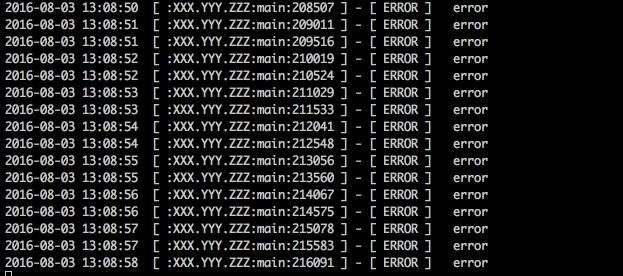 2016-08-03 13:08:50 [ :XXX.YYY.ZZZ:main:208507 ] - [ ERROR ] error
2016-08-03 13:08:51 [ :XXX.YYY.ZZZ:main:209011 ] - [ ERROR ] error
2016-08-03 13:08:51 [ :XXX.YYY.ZZZ:main:209516 ] - [ ERROR ] error
2016-08-03 13:08:52 [ :XXX.YYY.ZZZ:main:210019 ] - [ ERROR ] error
2016-08-03 13:08:52 [ :XXX.YYY.ZZZ:main:210524 ] - [ ERROR ] error
2016-08-03 13:08:53 [ :XXX.YYY.ZZZ:main:211029 ] - [ ERROR ] error
2016-08-03 13:08:53 [ :XXX.YYY.ZZZ:main:211533 ] - [ ERROR ] error
2016-08-03 13:08:54 [ :XXX.YYY.ZZZ:main:212041 ] - [ ERROR ] error
2016-08-03 13:08:54 [ :XXX.YYY.ZZZ:main:212548 ] - [ ERROR ] error
2016-08-03 13:08:55 [ :XXX.YYY.ZZZ:main:213056 ] - [ ERROR ] error
2016-08-03 13:08:55 [ :XXX.YYY.ZZZ:main:213560 ] - [ ERROR ] error
2016-08-03 13:08:56 [ :XXX.YYY.ZZZ:main:214067 ] - [ ERROR ] error
2016-08-03 13:08:56 [ :XXX.YYY.ZZZ:main:214575 ] - [ ERROR ] error
2016-08-03 13:08:57 [ :XXX.YYY.ZZZ:main:215078 ] - [ ERROR ] error
2016-08-03 13:08:57 [ :XXX.YYY.ZZZ:main:215583 ] - [ ERROR ] error
2016-08-03 13:08:58 [ :XXX.YYY.ZZZ:main:216091 ] - [ ERROR ] error